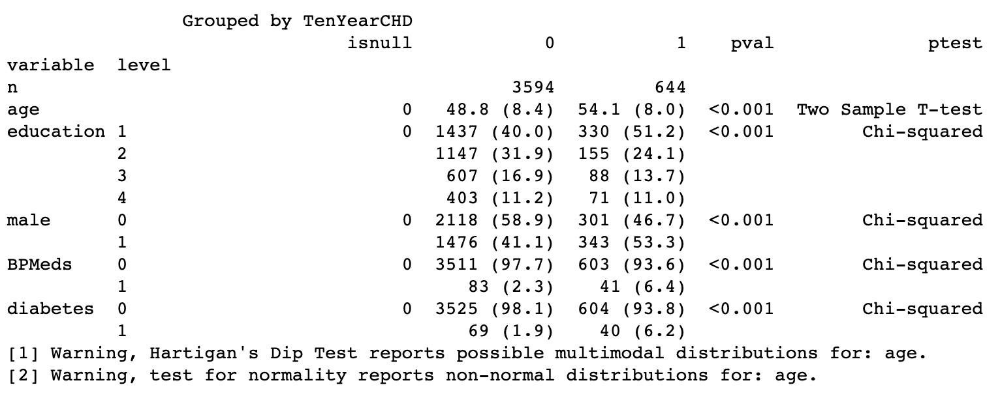 Grouped by TenYearCHD
isnull 0 1 pval ptest
variable level
n 3594 644
age 0 48.8 (8.4) 54.1 (8.0) <0.001 Two Sample T-test
education 1 0 1437 (40.0) 330 (51.2) <0.001 Chi-squared
2 1147 (31.9) 155 (24.1)
3 607 (16.9) 88 (13.7)
4 403 (11.2) 71 (11.0)
male 0 0 2118 (58.9) 301 (46.7) <0.001 Chi-squared
1 1476 (41.1) 343 (53.3)
BPMeds 0 0 3511 (97.7) 603 (93.6) <0.001 Chi-squared
1 83 (2.3) 41 (6.4)
diabetes 0 0 3525 (98.1) 604 (93.8) <0.001 Chi-squared
1 69 (1.9) 40 (6.2)
[1] Warning, Hartigan's Dip Test reports possible multimodal distributions for: age.
[2] Warning, test for normality reports non-normal distributions for: age.